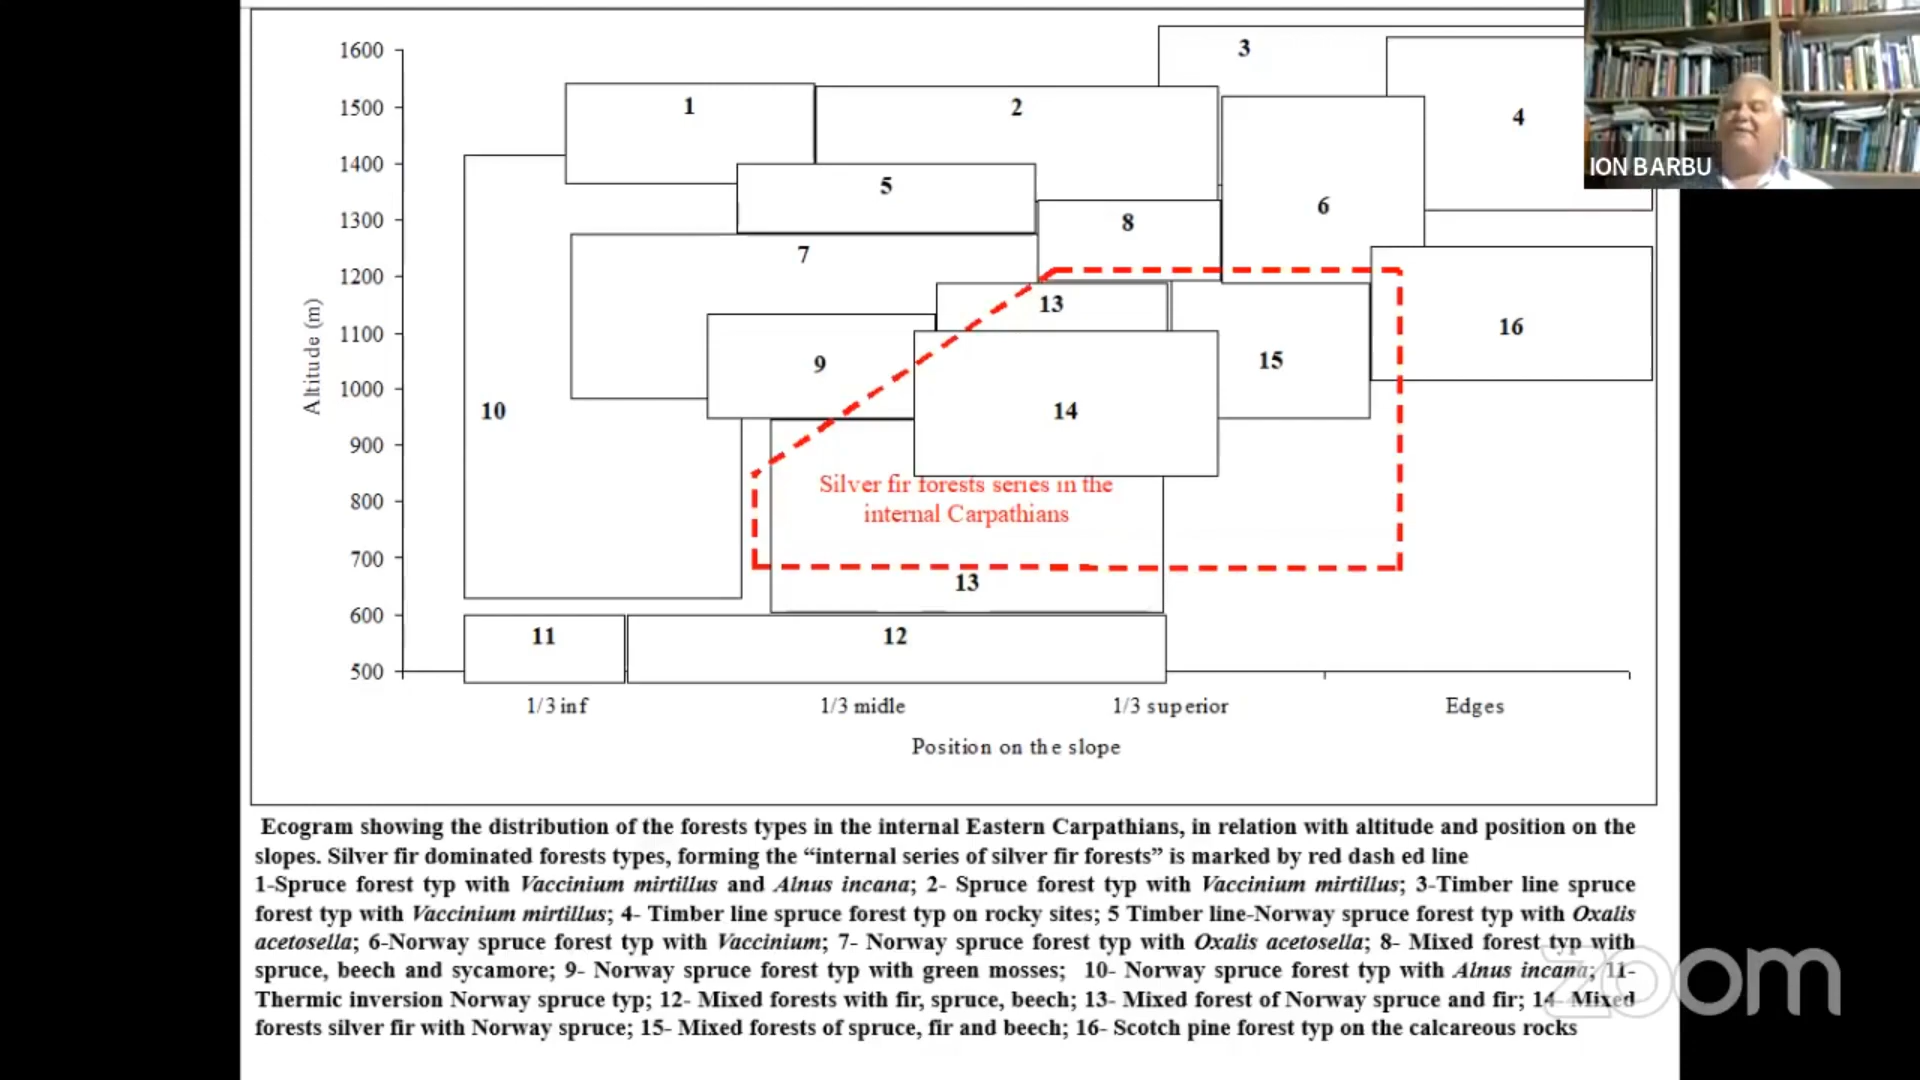 1600
3
1
2
1500
4
ION BARBU
1400
5
6
1300
8
7
1200
13
16
1100
9
15
Altitude (m)
1000
10
14
900
Silver fir forests series in the
800
internal Carpathians
700
13
600
11
12
500
1/3 inf
1/3 midle
1/3 superior
Edges
Position on the slope
Ecogram showing the distribution of the forests types in the internal Eastern Carpathians, in relation with altitude and position on the
slopes. Silver fir dominated forests types, forming the “internal series of silver fir forests” is marked by red dash ed line
1-Spruce forest typ with Vaccinium mirtillus and Alnus incana; 2- Spruce forest typ with Vaccinium mirtillus; 3-Timber line spruce
forest typ with Vaccinium mirtillus; 4- Timber line spruce forest typ on rocky sites; 5 Timber line-Norway spruce forest typ with Oxalis
acetosella; 6-Norway spruce forest typ with Vaccinium; 7- Norway spruce forest typ with Oxalis acetosella; 8- Mixed forest typ with
spruce, beech and sycamore; 9- Norway spruce forest typ with green mosses; 10- Norway spruce forest typ with Alnus incana; 11-
Thermic inversion Norway spruce typ; 12- Mixed forests with fir, spruce, beech; 13- Mixed forest of Norway spruce and fir; 14- Mixed
forests silver fir with Norway spruce; 15- Mixed forests of spruce, fir and beech; 16- Scotch pine forest typ on the calcareous rocks
zoom